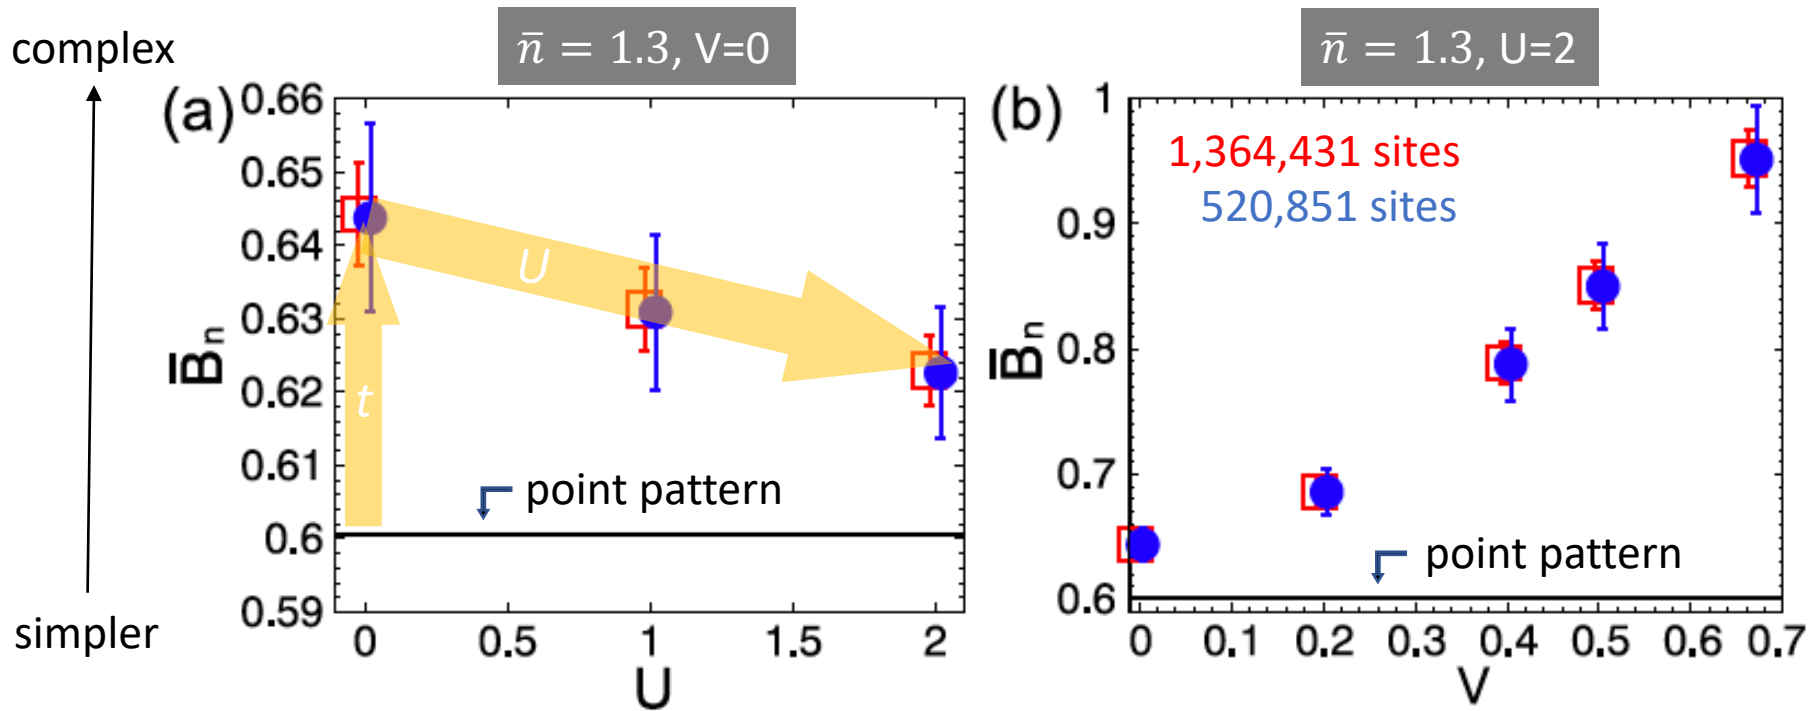 complex
simpler
n̄ = 1.3, V=0
(a)
0.66
0.65
0.64
0.63
0.62
0.61
0.6
0.59
B̄n
U
t
point pattern
0 0.5 1 1.5 2
U
n̄ = 1.3, U=2
(b)
1
0.9
0.8
0.7
0.6
B̄n
1,364,431 sites
520,851 sites
point pattern
0 0.1 0.2 0.3 0.4 0.5 0.6 0.7
V